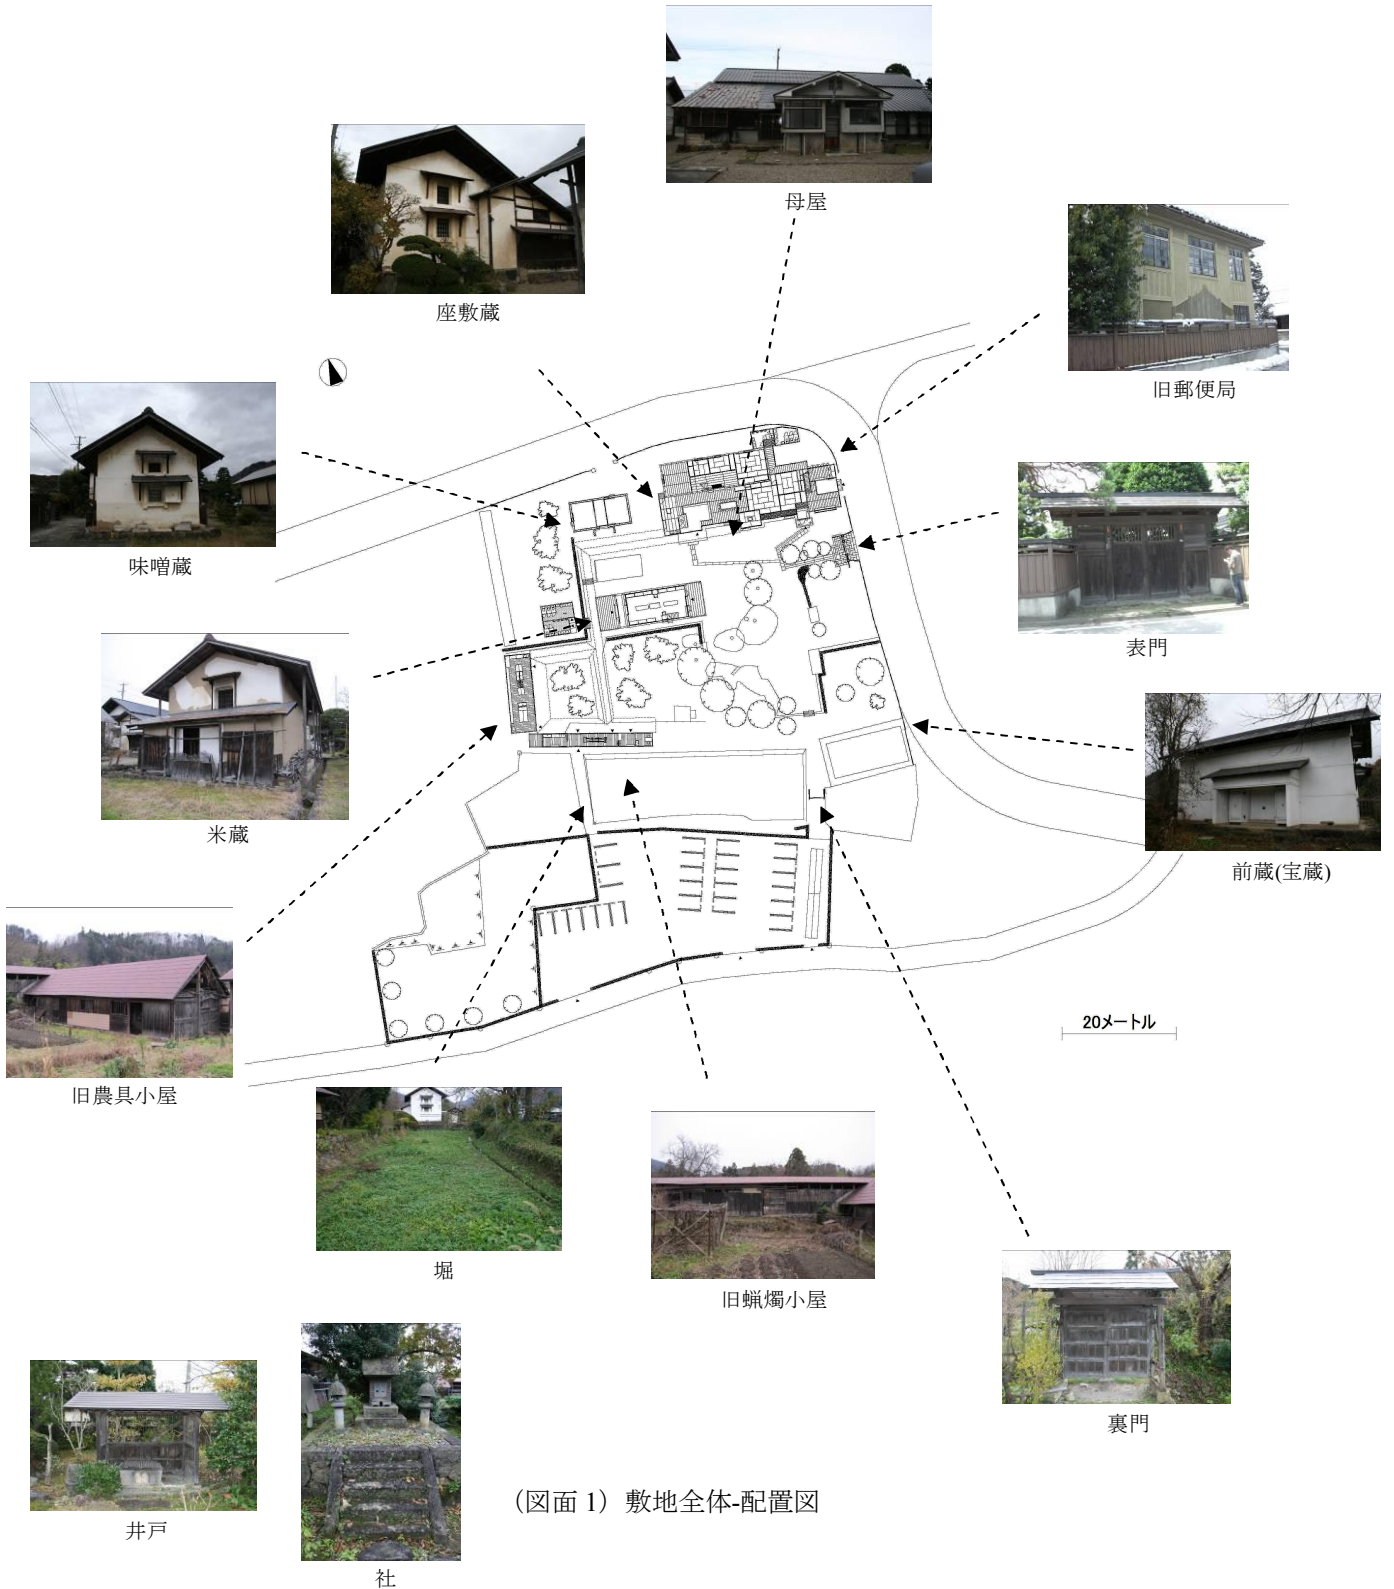 母屋
座敷蔵
旧郵便局
味噌蔵
表門
米蔵
前蔵(宝蔵)
20メートル
旧農具小屋
堀
旧蝋燭小屋
裏門
井戸
社
（図面 1）敷地全体-配置図